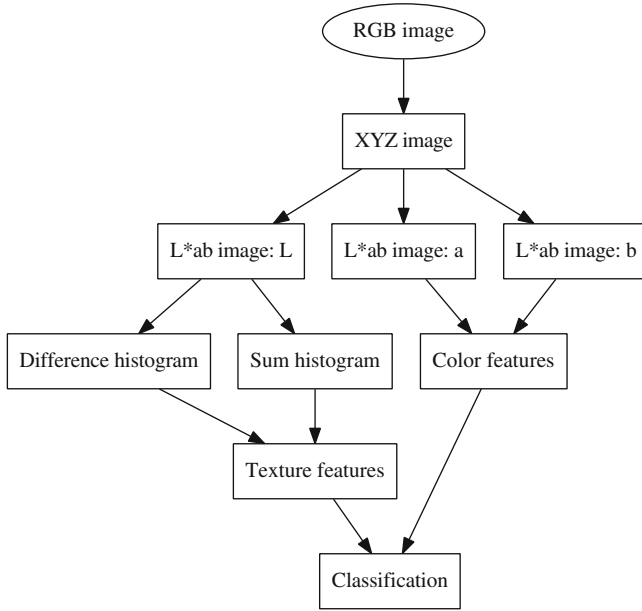 RGB image
XYZ image
L*ab image: L
L*ab image: a
L*ab image: b
Difference histogram
Sum histogram
Color features
Texture features
Classification